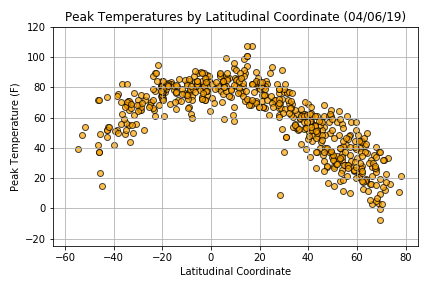 Peak Temperatures by Latitudinal Coordinate (04/06/19)
120
100
80
60
40
20
0
−20
Peak Temperature (F)
−60 −40 −20 0 20 40 60 80
Latitudinal Coordinate